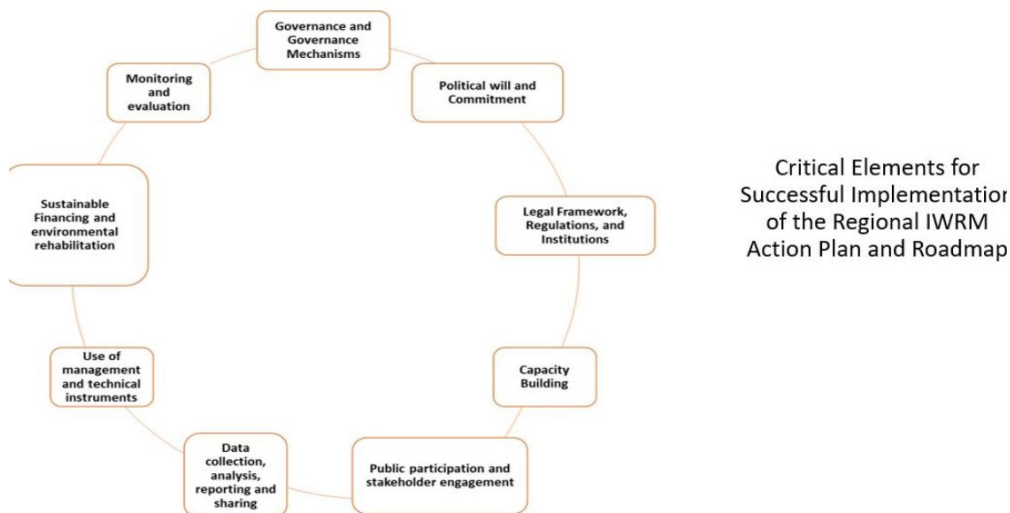 Governance and
Governance
Mechanisms
Political will and
Commitment
Legal Framework,
Regulations, and
Institutions
Capacity
Building
Public participation and
stakeholder engagement
Data
collection,
analysis,
reporting and
sharing
Use of
management
and technical
instruments
Sustainable
Financing and
environmental
rehabilitation
Monitoring
and
evaluation
Critical Elements for
Successful Implementation
of the Regional IWRM
Action Plan and Roadmap